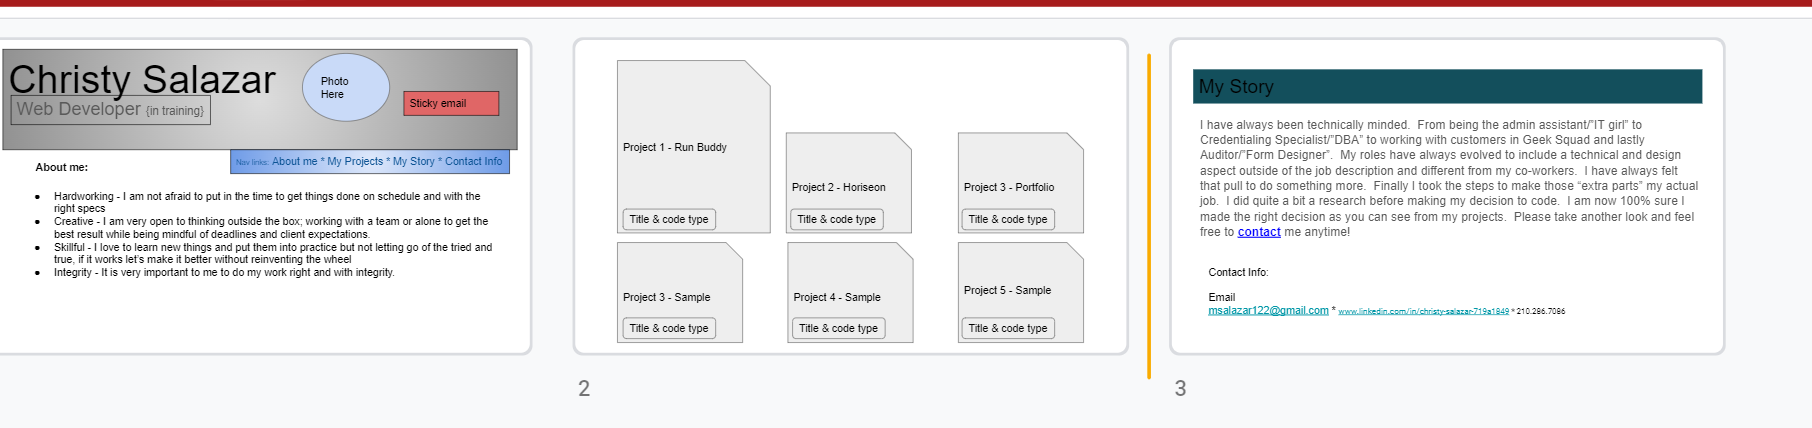 Christy Salazar
Web Developer {in training}
Photo
Here
Sticky email
Nav links: About me * My Projects * My Story * Contact Info
About me:
● Hardworking - I am not afraid to put in the time to get things done on schedule and with the
right specs
● Creative - I am very open to thinking outside the box; working with a team or alone to get the
best result while being mindful of deadlines and client expectations.
● Skillful - I love to learn new things and put them into practice but not letting go of the tried and
true, if it works let's make it better without reinventing the wheel
● Integrity - It is very important to me to do my work right and with integrity.
Project 1 - Run Buddy
Title & code type
Project 2 - Horiseon
Title & code type
Project 3 - Portfolio
Title & code type
Project 3 - Sample
Title & code type
Project 4 - Sample
Title & code type
Project 5 - Sample
Title & code type
2
My Story
I have always been technically minded. From being the admin assistant/"IT girl" to
Credentialing Specialist/"DBA" to working with customers in Geek Squad and lastly
Auditor/"Form Designer". My roles have always evolved to include a technical and design
aspect outside of the job description and different from my co-workers. I have always felt
that pull to do something more. Finally I took the steps to make those “extra parts” my actual
job. I did quite a bit a research before making my decision to code. I am now 100% sure I
made the right decision as you can see from my projects. Please take another look and feel
free to contact me anytime!
Contact Info:
Email
msalazar122@gmail.com * www.linkedin.com/in/christy-salazar-719a1849 * 210.286.7086
3